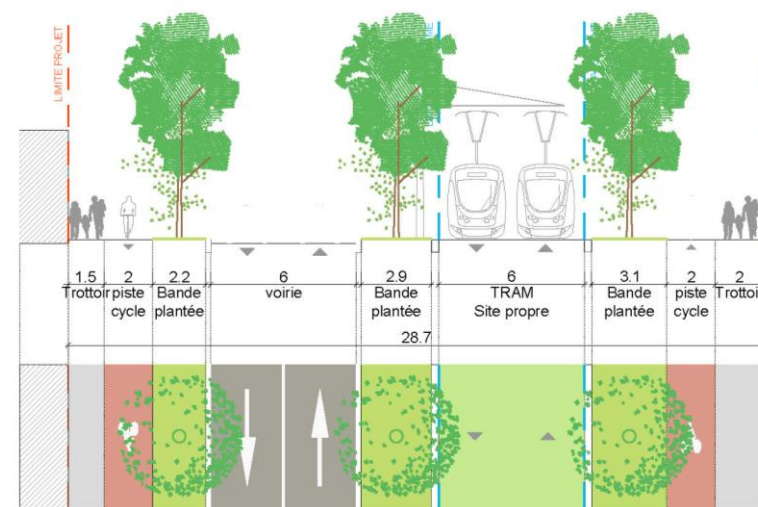 LIMITE PROJET
1.5 2 2.2 6 2.9 6 3.1 2 2
Trottoir piste cycle Bande plantée voirie Bande plantée TRAM Site propre Bande plantée piste cycle Trottoi
28.7